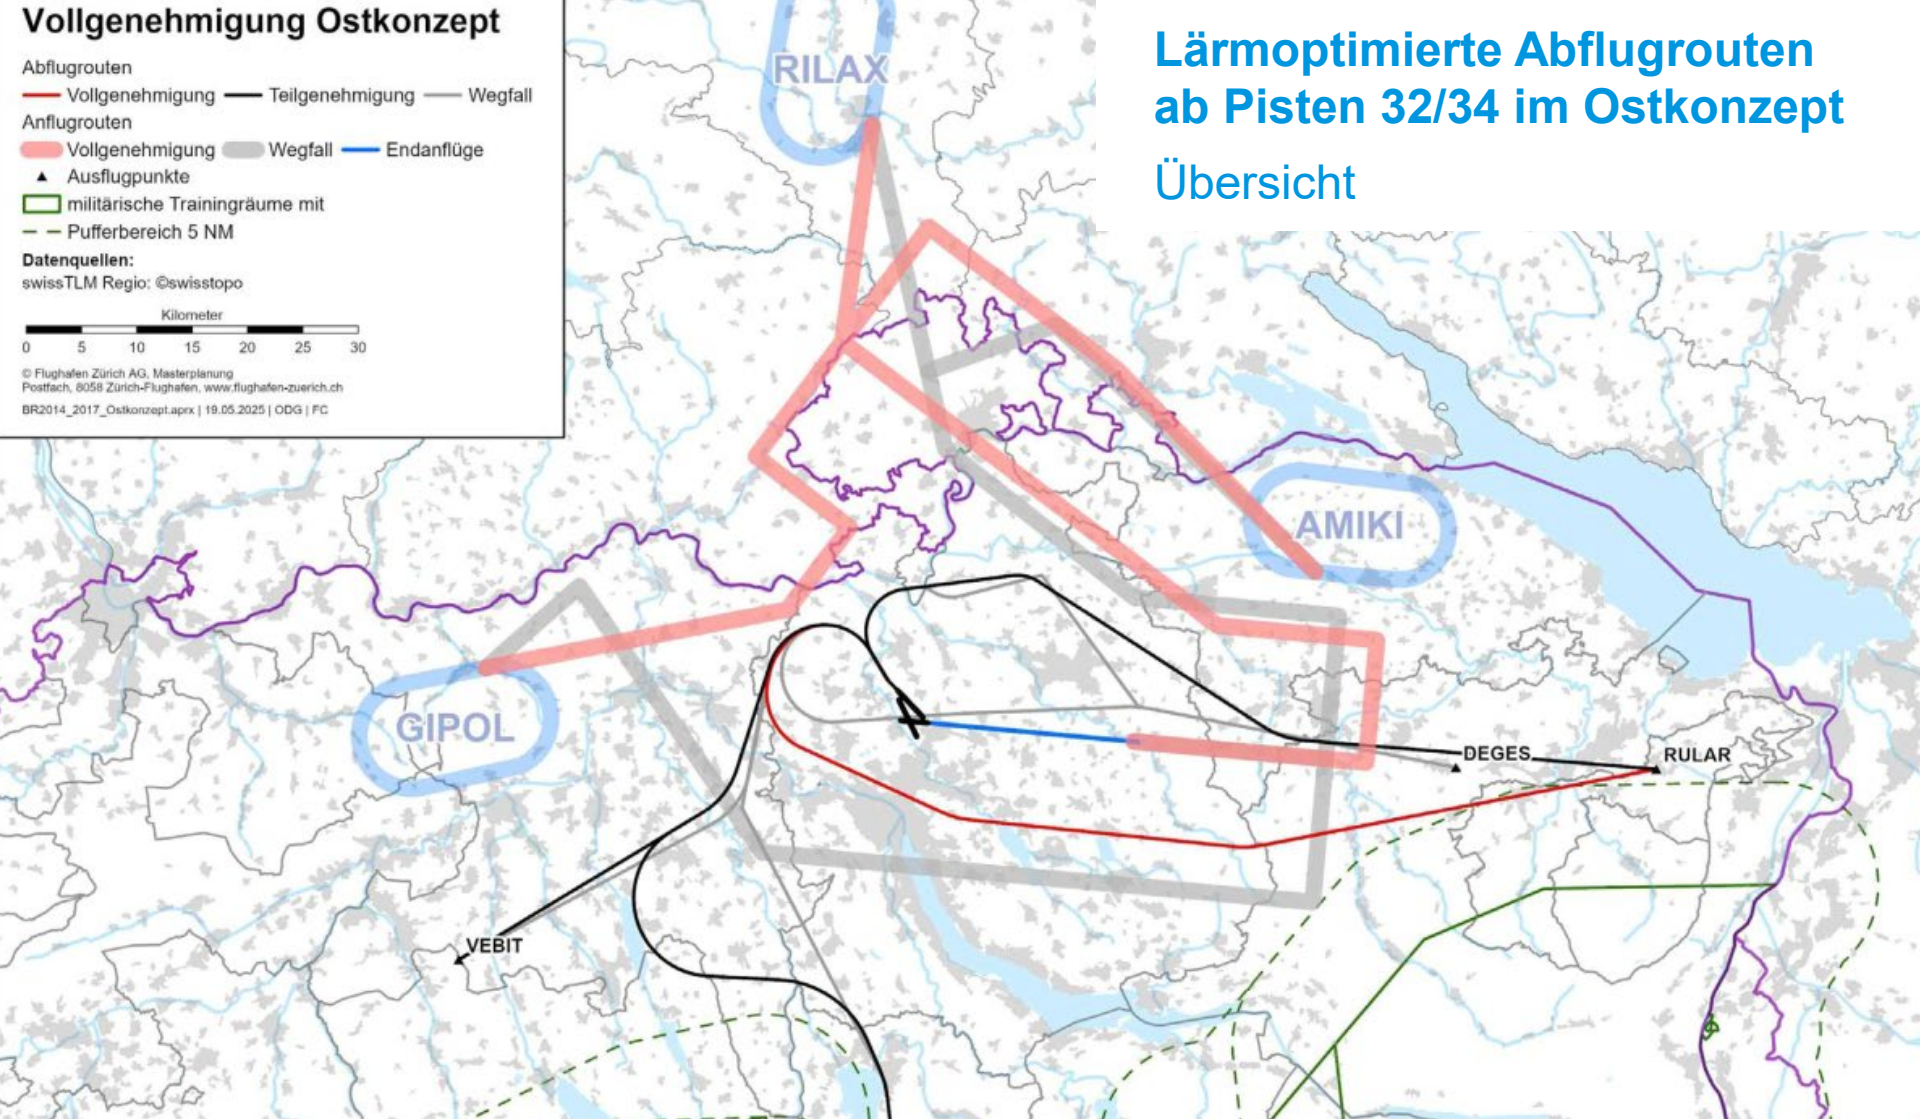 Vollgenehmigung Ostkonzept
Abflugrouten
Vollgenehmigung Teilgenehmigung Wegfall
Anflugrouten
Vollgenehmigung Wegfall Endanflüge
Ausflugpunkte
militärische Trainingräume mit
Pufferbereich 5 NM
Datenquellen:
swissTLM Regio: ©swisstopo
Kilometer
0 5 10 15 20 25 30
© Flughafen Zürich AG, Masterplanung
Postfach, 8058 Zürich-Flughafen, www.flughafen-zuerich.ch
BR2014_2017_Ostkonzept.aprx | 19.05.2025 | ODG | FC
Lärmoptimierte Abflugrouten
ab Pisten 32/34 im Ostkonzept
Übersicht
RILAX
AMIKI
GIPOL
DEGES
RULAR
VEBIT